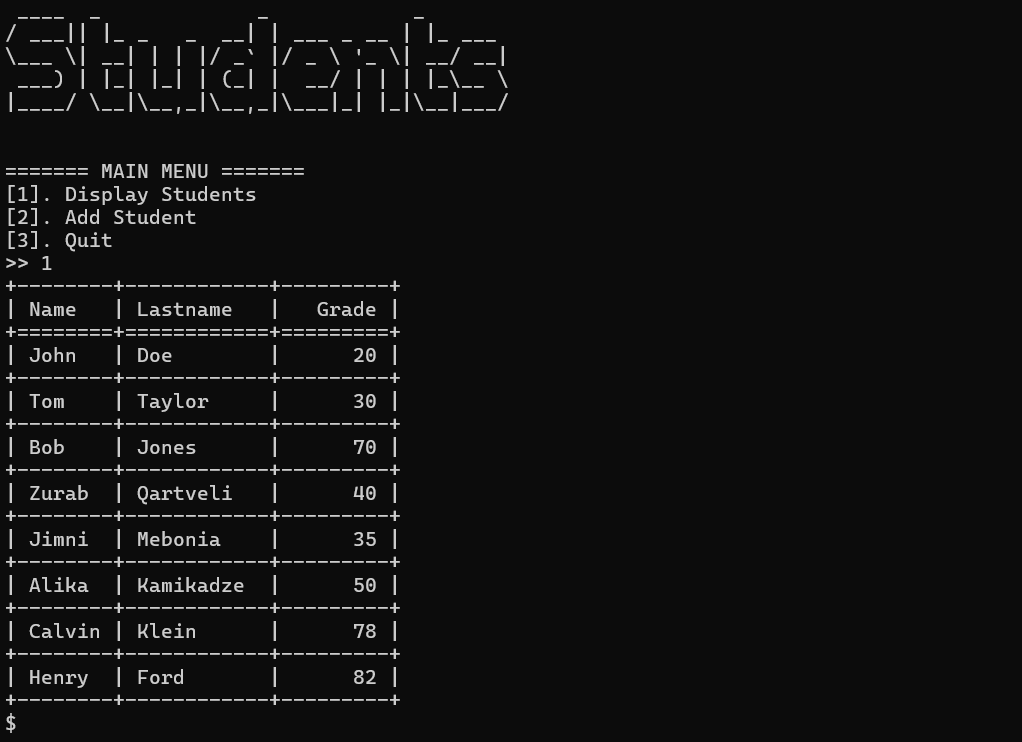 Students
======= MAIN MENU =======
[1]. Display Students
[2]. Add Student
[3]. Quit
>> 1
+--------+------------+---------+
| Name   | Lastname   |   Grade |
+========+============+=========+
| John   | Doe        |      20 |
+--------+------------+---------+
| Tom    | Taylor     |      30 |
+--------+------------+---------+
| Bob    | Jones      |      70 |
+--------+------------+---------+
| Zurab  | Qartveli   |      40 |
+--------+------------+---------+
| Jimni  | Mebonia    |      35 |
+--------+------------+---------+
| Alika  | Kamikadze  |      50 |
+--------+------------+---------+
| Calvin | Klein      |      78 |
+--------+------------+---------+
| Henry  | Ford       |      82 |
+--------+------------+---------+
$